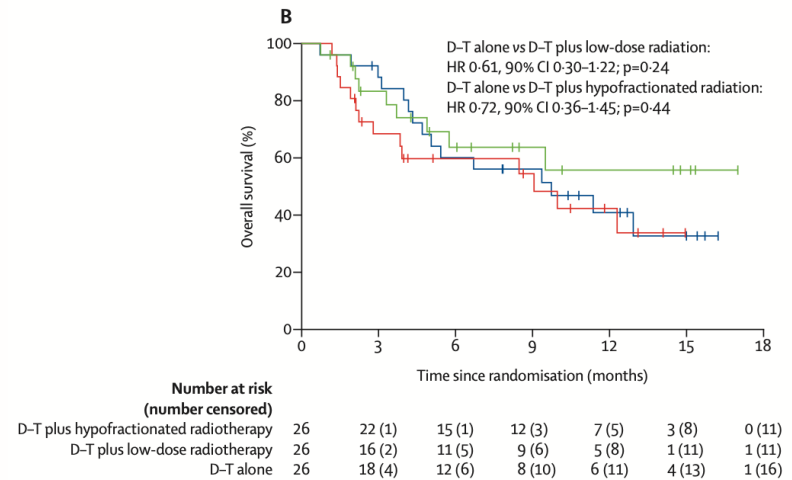 B
D–T alone vs D–T plus low-dose radiation:
HR 0·61, 90% CI 0·30–1·22; p=0·24
D–T alone vs D–T plus hypofractionated radiation:
HR 0·72, 90% CI 0·36–1·45; p=0·44
100
80
60
40
20
0
Overall survival (%)
0 3 6 9 12 15 18
Time since randomisation (months)
Number at risk
(number censored)
D–T plus hypofractionated radiotherapy 26 22 (1) 15 (1) 12 (3) 7 (5) 3 (8) 0 (11)
D–T plus low-dose radiotherapy 26 16 (2) 11 (5) 9 (6) 5 (8) 1 (11) 1 (11)
D–T alone 26 18 (4) 12 (6) 8 (10) 6 (11) 4 (13) 1 (16)